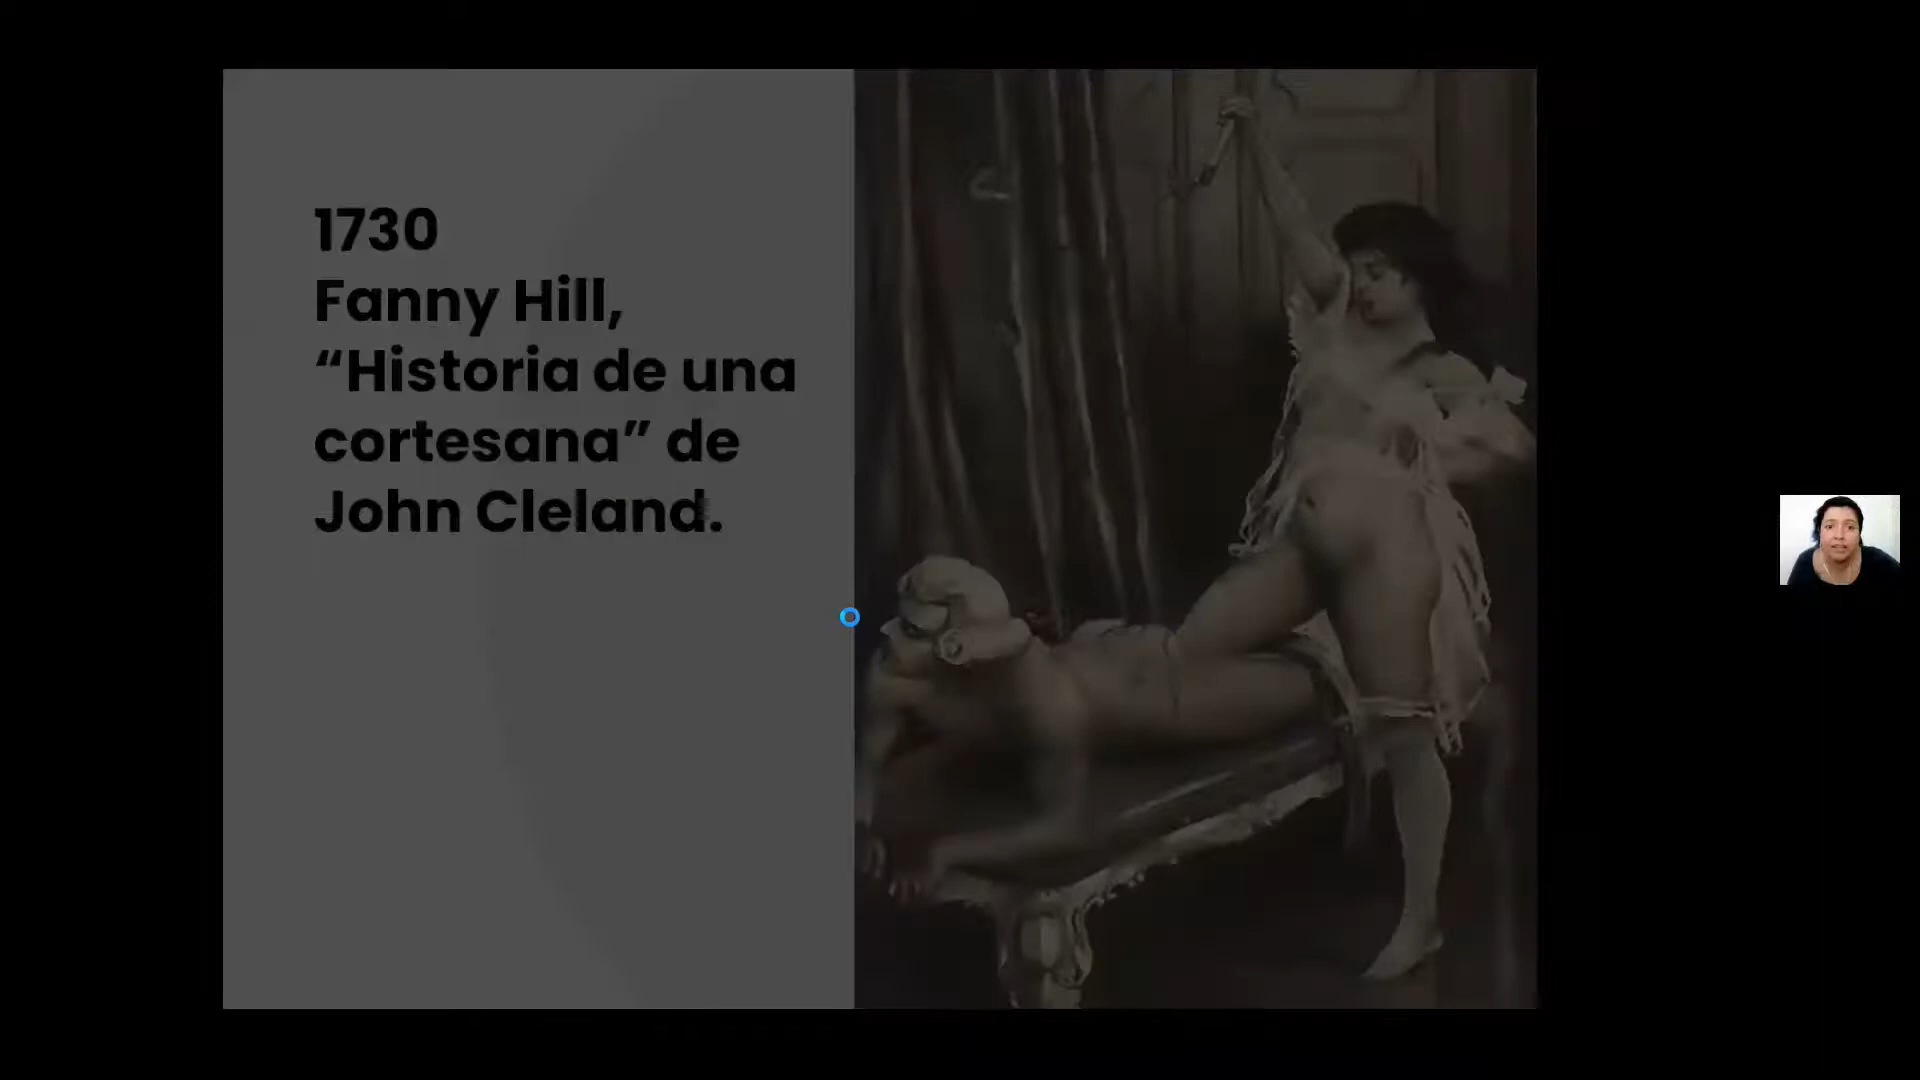 1730
Fanny Hill,
“Historia de una
cortesana” de
John Cleland.